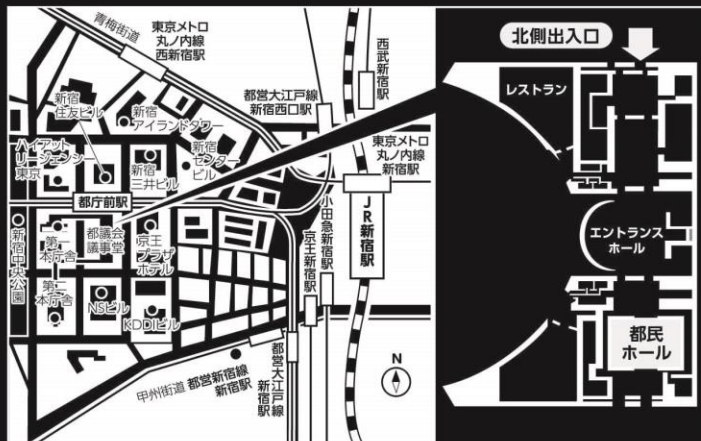 青梅街道
東京メトロ
丸ノ内線
西新宿駅
西武新宿駅
都営大江戸線
新宿西口駅
新宿
住友ビル
新宿
アイランドタワー
ハイアット
リージェンシー
東京
新宿
三井ビル
新宿
センター
ビル
東京メトロ
丸ノ内線
新宿駅
都庁前駅
新宿中央公園
第一
本庁舎
都議会
議事堂
京王
プラザ
ホテル
第二
本庁舎
NSビル
KDDIビル
小田急新宿駅
京王新宿駅
JR新宿駅
甲州街道
都営新宿線
新宿駅
都営大江戸線
新宿駅
N
北側出入口
レストラン
エントランス
ホール
都民
ホール